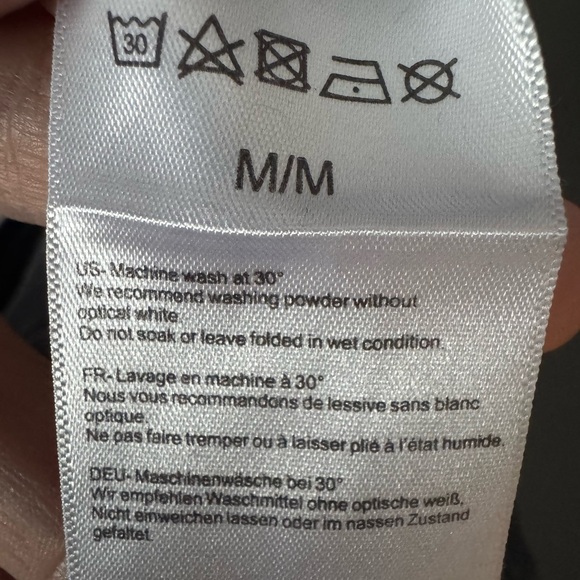 30
M/M
US- Machine wash at 30°
We recommend washing powder without
optical white.
Do not soak or leave folded in wet condition.
FR- Lavage en machine à 30°
Nous vous recommandons de lessive sans blanc
optique.
Ne pas faire tremper ou à laisser plié à l'état humide.
DEU- Maschinenwäsche bei 30°
Wir empfehlen Waschmittel ohne optische weiß.
Nicht einweichen lassen oder im nassen Zustand
gefaltet.